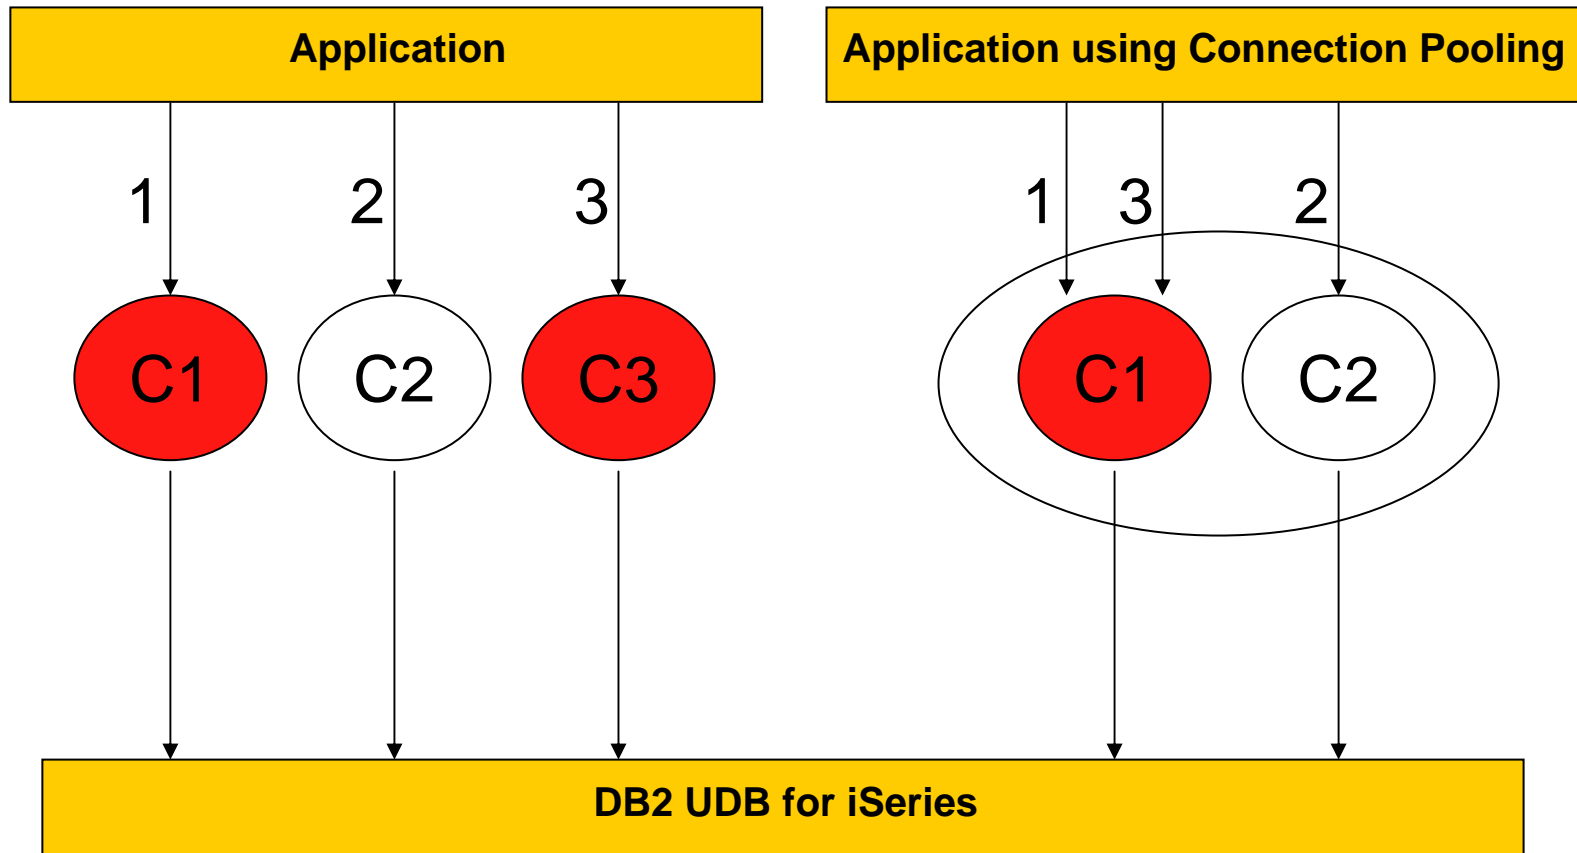 Application
Application using Connection Pooling
1 2 3
1 3 2
C1 C2 C3
C1 C2
DB2 UDB for iSeries